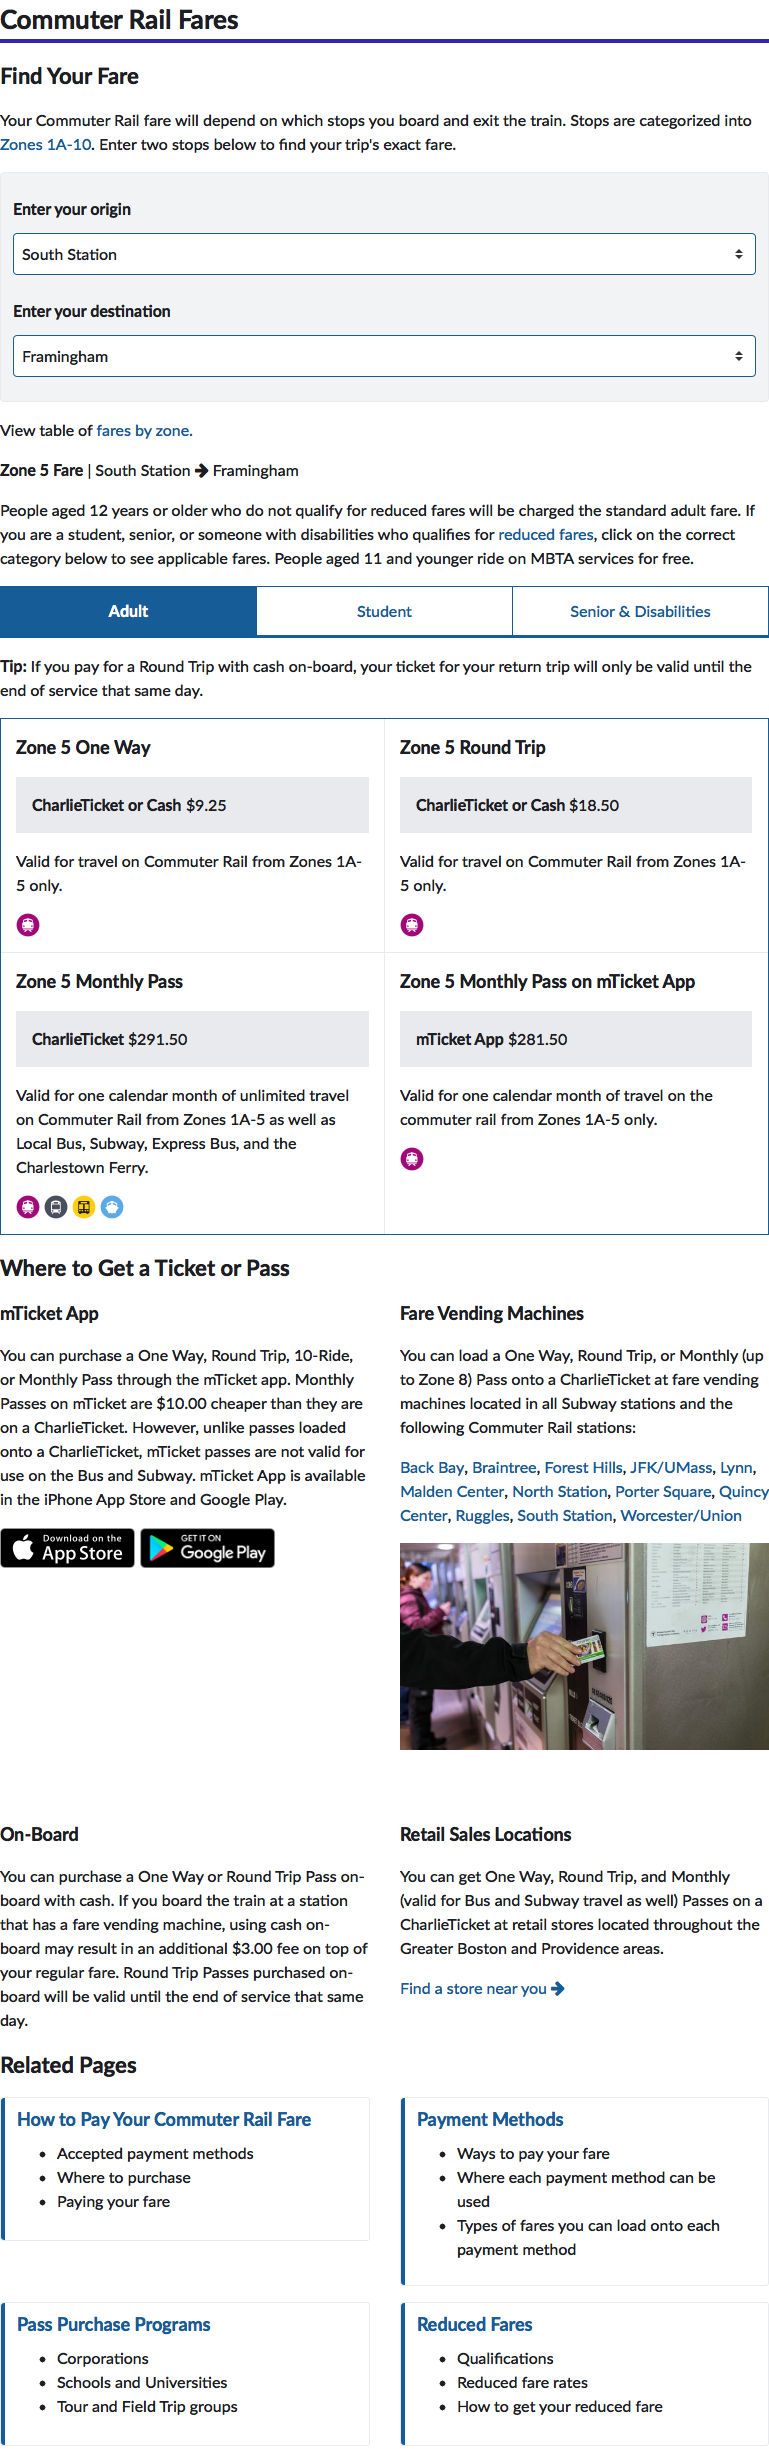 Commuter Rail Fares
Find Your Fare
Your Commuter Rail fare will depend on which stops you board and exit the train. Stops are categorized into
Zones 1A-10. Enter two stops below to find your trip's exact fare.
Enter your origin
South Station
Enter your destination
Framingham
View table of fares by zone.
Zone 5 Fare | South Station → Framingham
People aged 12 years or older who do not qualify for reduced fares will be charged the standard adult fare. If
you are a student, senior, or someone with disabilities who qualifies for reduced fares, click on the correct
category below to see applicable fares. People aged 11 and younger ride on MBTA services for free.
Adult
Student
Senior & Disabilities
Tip: If you pay for a Round Trip with cash on-board, your ticket for your return trip will only be valid until the
end of service that same day.
Zone 5 One Way
CharlieTicket or Cash $9.25
Valid for travel on Commuter Rail from Zones 1A-
5 only.
Zone 5 Round Trip
CharlieTicket or Cash $18.50
Valid for travel on Commuter Rail from Zones 1A-
5 only.
Zone 5 Monthly Pass
CharlieTicket $291.50
Valid for one calendar month of unlimited travel
on Commuter Rail from Zones 1A-5 as well as
Local Bus, Subway, Express Bus, and the
Charlestown Ferry.
Zone 5 Monthly Pass on mTicket App
mTicket App $281.50
Valid for one calendar month of travel on the
commuter rail from Zones 1A-5 only.
Where to Get a Ticket or Pass
mTicket App
You can purchase a One Way, Round Trip, 10-Ride,
or Monthly Pass through the mTicket app. Monthly
Passes on mTicket are $10.00 cheaper than they are
on a CharlieTicket. However, unlike passes loaded
onto a CharlieTicket, mTicket passes are not valid for
use on the Bus and Subway. mTicket App is available
in the iPhone App Store and Google Play.
Download on the
App Store
GET IT ON
Google Play
Fare Vending Machines
You can load a One Way, Round Trip, or Monthly (up
to Zone 8) Pass onto a CharlieTicket at fare vending
machines located in all Subway stations and the
following Commuter Rail stations:
Back Bay, Braintree, Forest Hills, JFK/UMass, Lynn,
Malden Center, North Station, Porter Square, Quincy
Center, Ruggles, South Station, Worcester/Union
On-Board
You can purchase a One Way or Round Trip Pass on-
board with cash. If you board the train at a station
that has a fare vending machine, using cash on-
board may result in an additional $3.00 fee on top of
your regular fare. Round Trip Passes purchased on-
board will be valid until the end of service that same
day.
Retail Sales Locations
You can get One Way, Round Trip, and Monthly
(valid for Bus and Subway travel as well) Passes on a
CharlieTicket at retail stores located throughout the
Greater Boston and Providence areas.
Find a store near you →
Related Pages
How to Pay Your Commuter Rail Fare
• Accepted payment methods
• Where to purchase
• Paying your fare
Payment Methods
• Ways to pay your fare
• Where each payment method can be
used
• Types of fares you can load onto each
payment method
Pass Purchase Programs
• Corporations
• Schools and Universities
• Tour and Field Trip groups
Reduced Fares
• Qualifications
• Reduced fare rates
• How to get your reduced fare